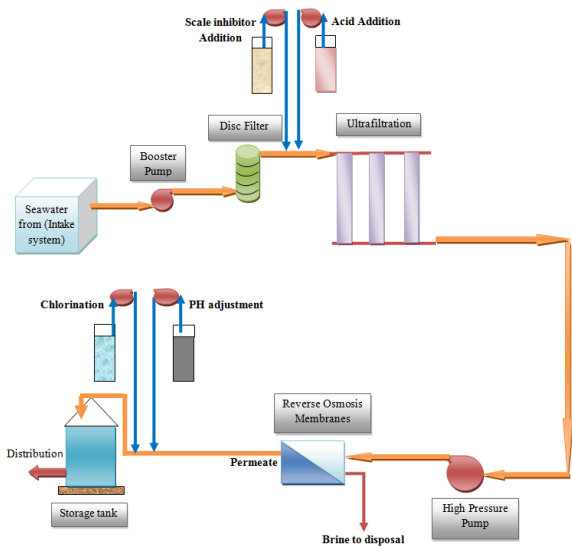 Scale inhibitor
Addition
Acid Addition
Disc Filter
Ultrafiltration
Booster
Pump
Seawater
from (Intake
system)
Chlorination
PH adjustment
Reverse Osmosis
Membranes
Distribution
Permeate
Storage tank
High Pressure
Pump
Brine to disposal